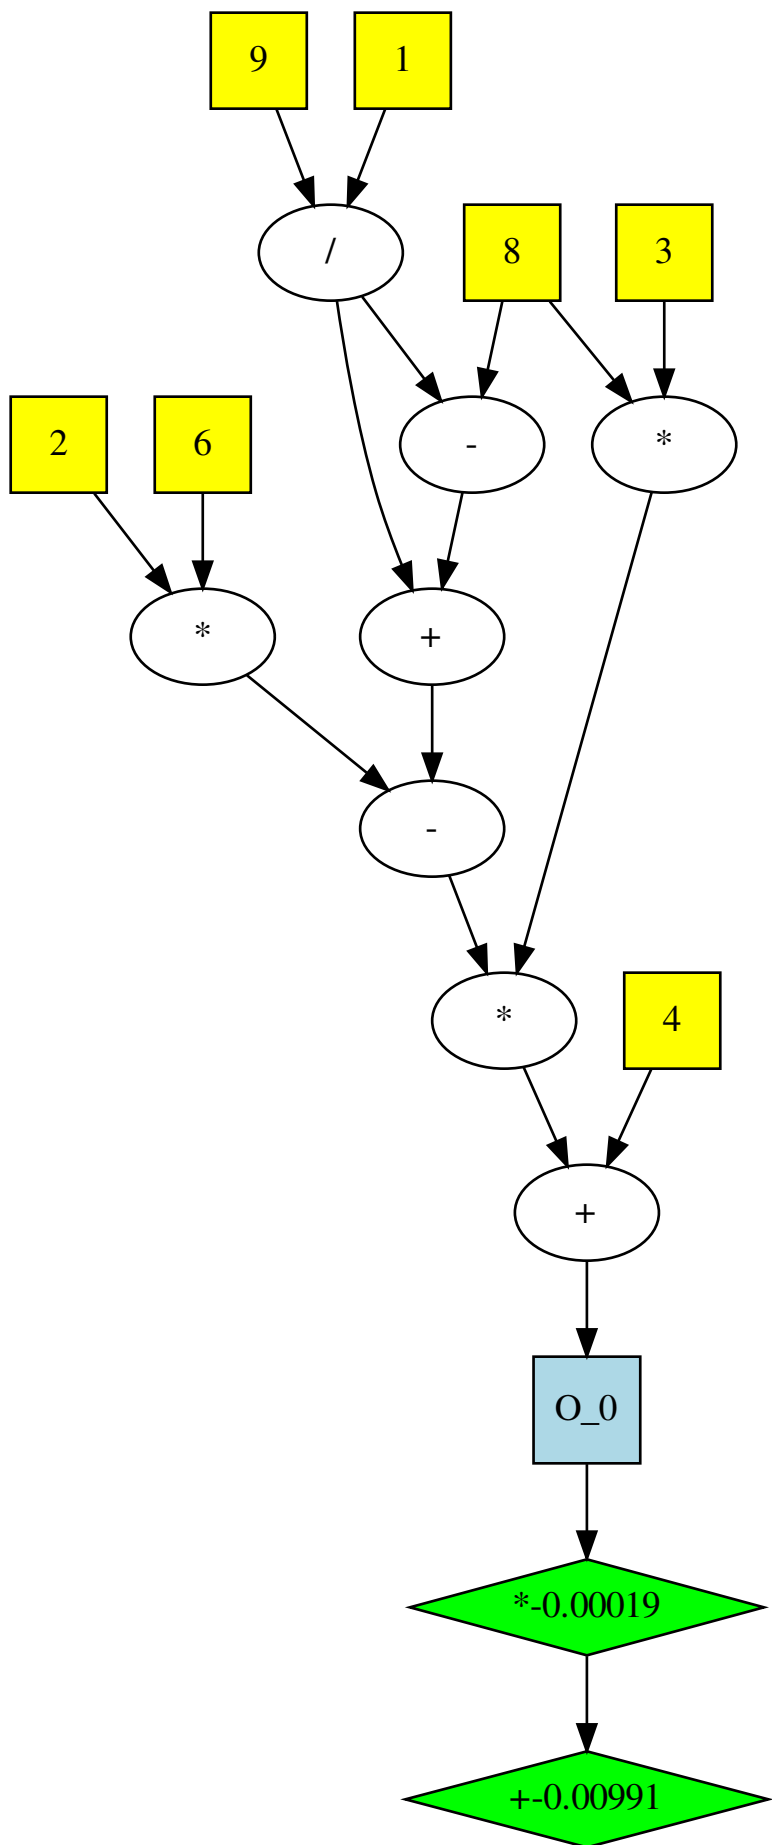 9 1
/ 8 3
2 6 - *
* +
-
* 4
+
O_0
*-0.00019
+-0.00991